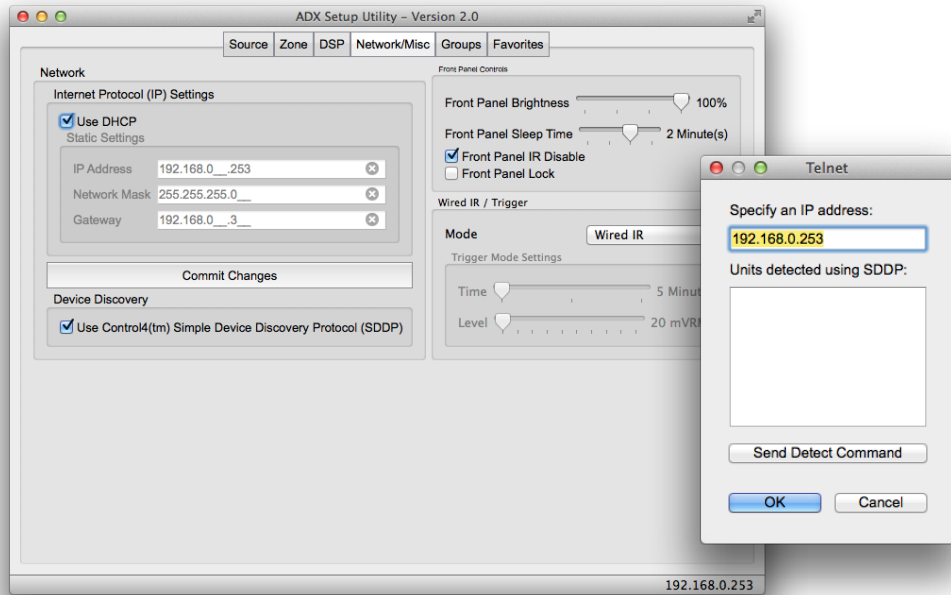 ADX Setup Utility – Version 2.0
Source Zone DSP Network/Misc Groups Favorites
Network
Internet Protocol (IP) Settings
Use DHCP
Static Settings
IP Address 192.168.0__.253
Network Mask 255.255.255.0__
Gateway 192.168.0__.3__
Commit Changes
Device Discovery
Use Control4(tm) Simple Device Discovery Protocol (SDDP)
Front Panel Controls
Front Panel Brightness 100%
Front Panel Sleep Time 2 Minute(s)
Front Panel IR Disable
Front Panel Lock
Wired IR / Trigger
Mode Wired IR
Trigger Mode Settings
Time 5 Minut
Level 20 mVRM
192.168.0.253
Telnet
Specify an IP address:
192.168.0.253
Units detected using SDDP:
Send Detect Command
OK Cancel